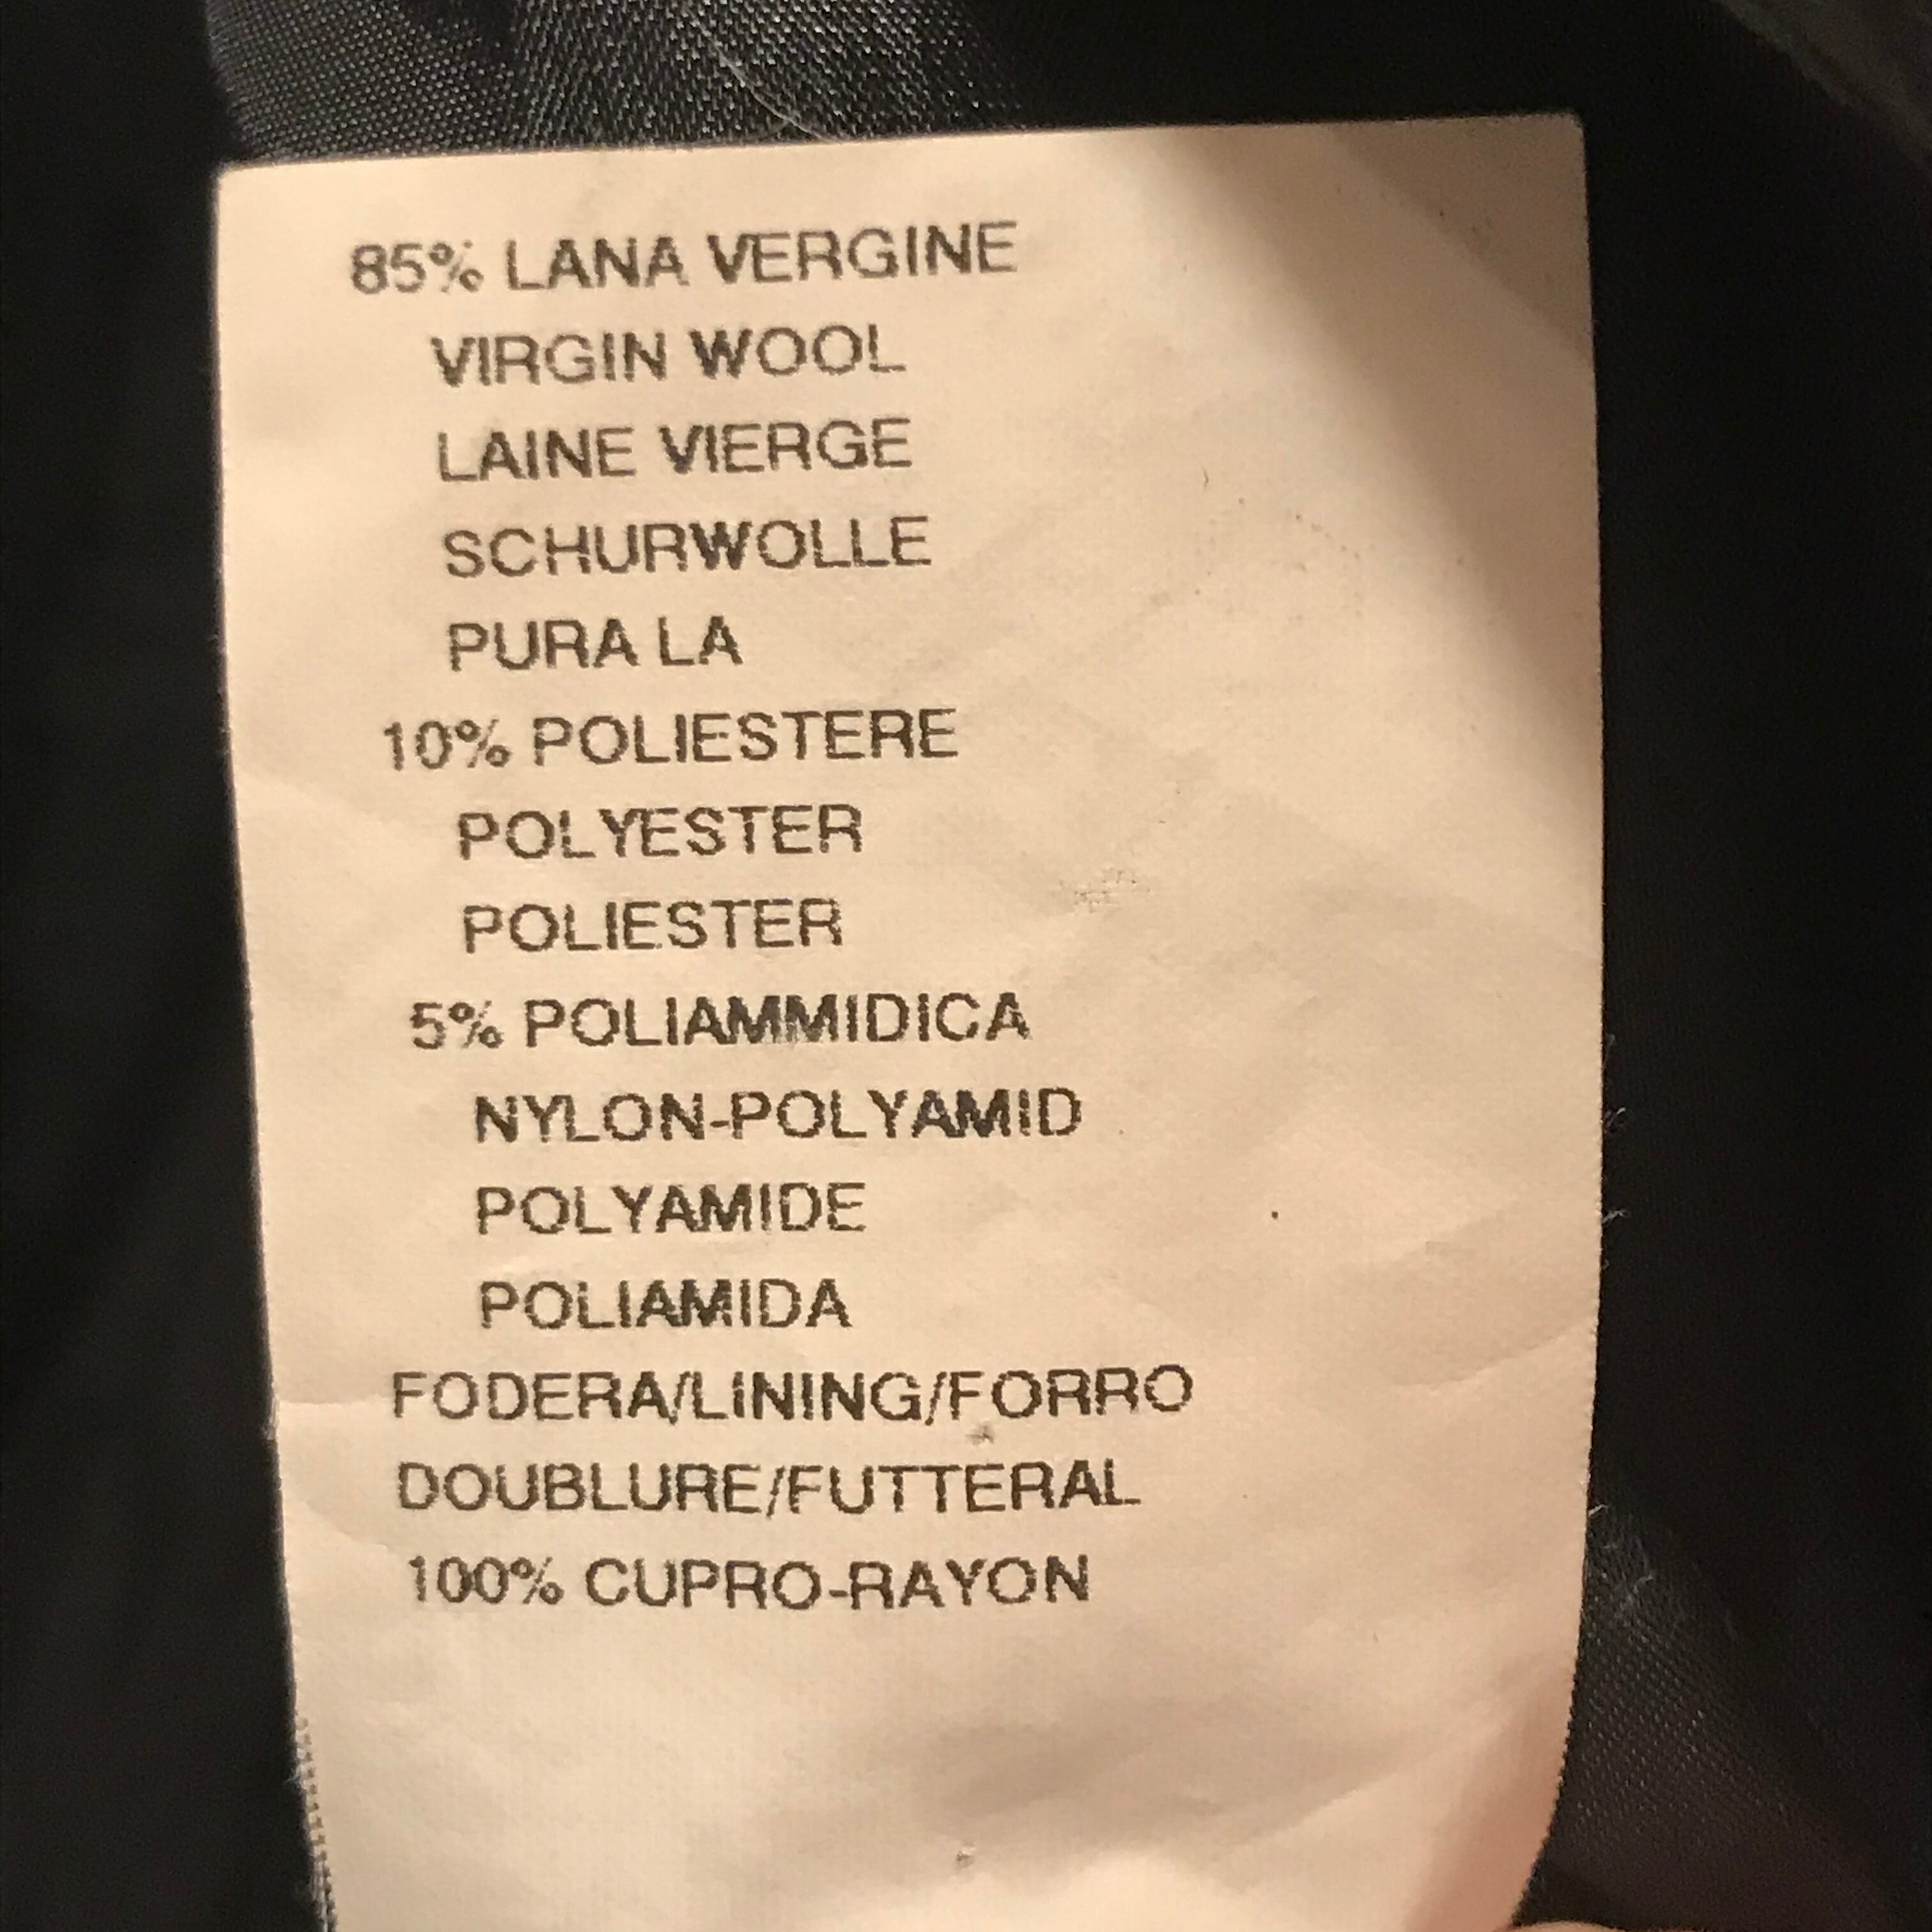 85% LANA VERGINE
VIRGIN WOOL
LAINE VIERGE
SCHURWOLLE
PURA LA
10% POLIESTERE
POLYESTER
POLIESTER
5% POLIAMMIDICA
NYLON-POLYAMID
POLYAMIDE
POLIAMIDA
FODERA/LINING/FORRO
DOUBLURE/FUTTERAL
100% CUPRO-RAYON